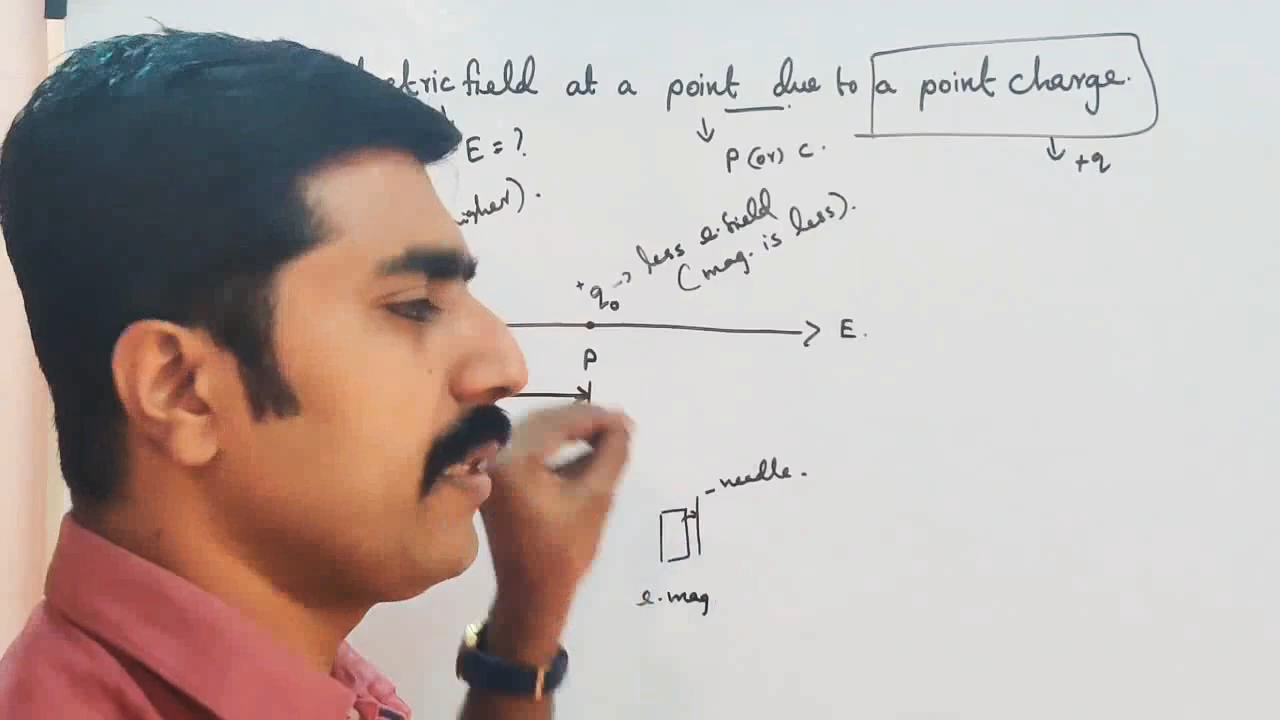 field at a point due to a point charge.
E = ?
P (or) C.
+q
).
less e.field
(mag. is less).
+q₀ →
E.
P
- needle.
e.mag